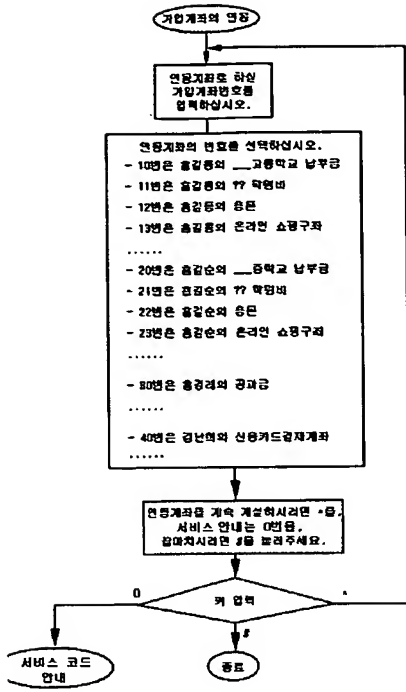 가입계좌의 연동
연동계좌로 하실
가입계좌번호를
입력하십시오.
연동계좌의 번호를 선택하십시오.
- 10번은 홍길동의 ___고등학교 납부금
- 11번은 홍길동의 ?? 학원비
- 12번은 홍길동의 용돈
- 13번은 홍길동의 온라인 쇼핑구좌
......
- 20번은 홍길순의 ___중학교 납부금
- 21번은 홍길순의 ?? 학원비
- 22번은 홍길순의 용돈
- 23번은 홍길순의 온라인 쇼핑구좌
......
- 80번은 홍경래의 공과금
......
- 40번은 김난희의 신용카드결제계좌
......
연동계좌를 계속 개설하시려면 *를,
서비스 안내는 0번을,
끝마치시려면 #을 눌러주세요.
0
키 입력
*
#
서비스 코드
안내
종료